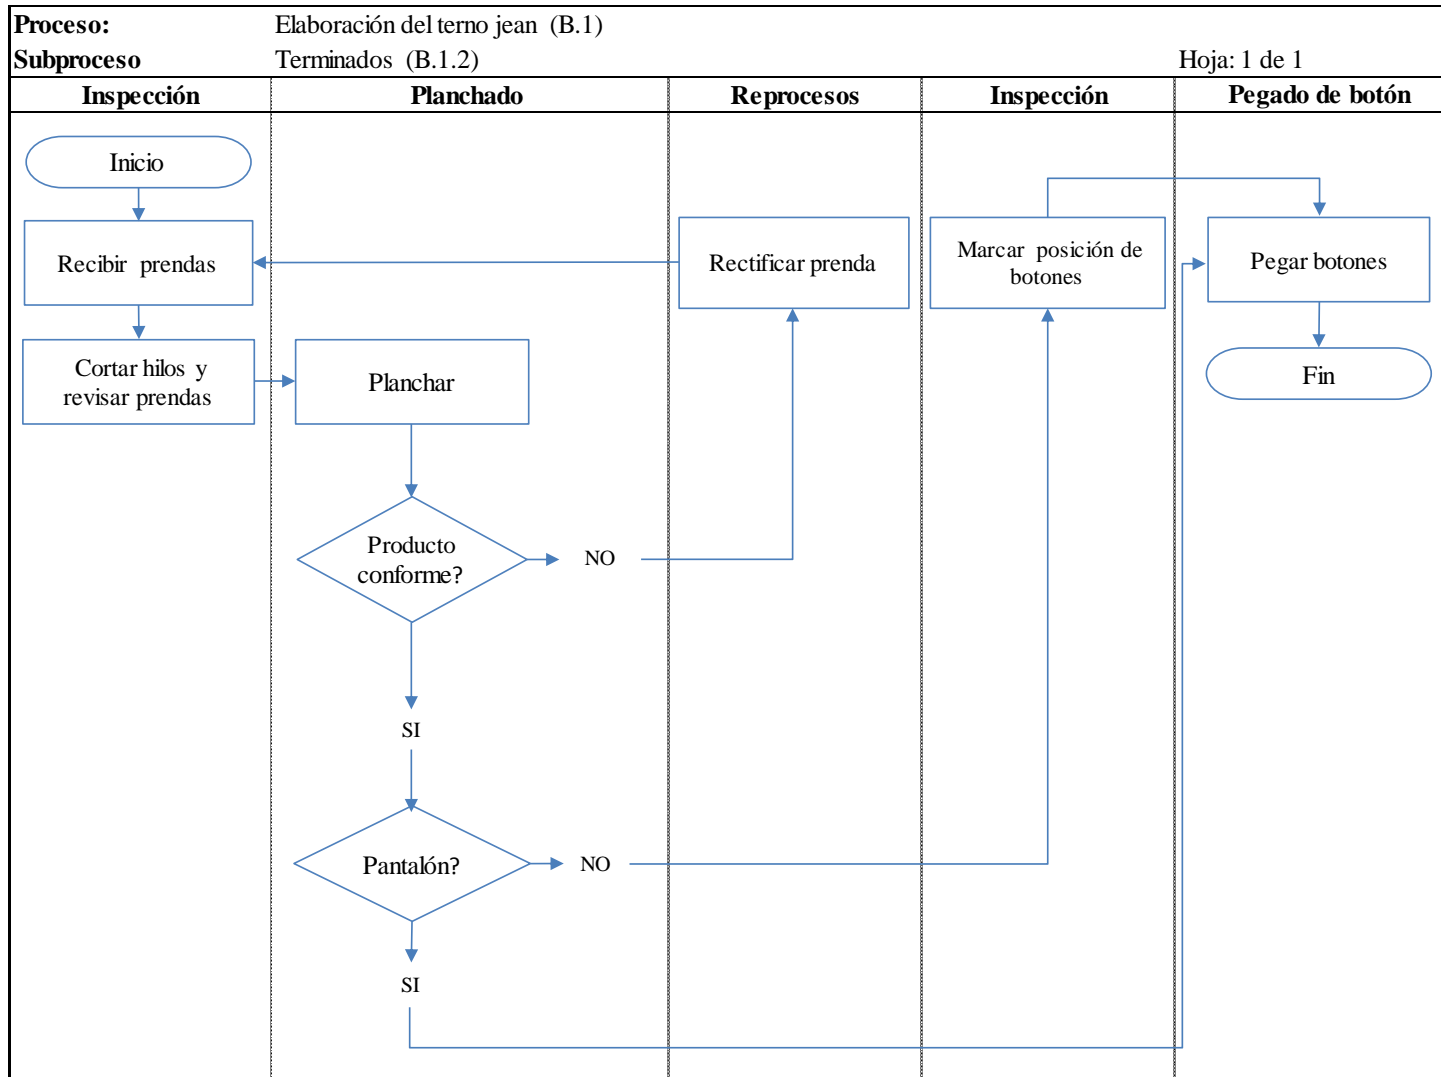 Proceso: Elaboración del terno jean (B.1)
Subproceso Terminados (B.1.2) Hoja: 1 de 1
Inspección Planchado Reprocesos Inspección Pegado de botón
Inicio
Recibir prendas
Rectificar prenda
Marcar posición de
botones
Pegar botones
Cortar hilos y
revisar prendas
Planchar
Fin
Producto
conforme?
NO
SI
Pantalón?
NO
SI